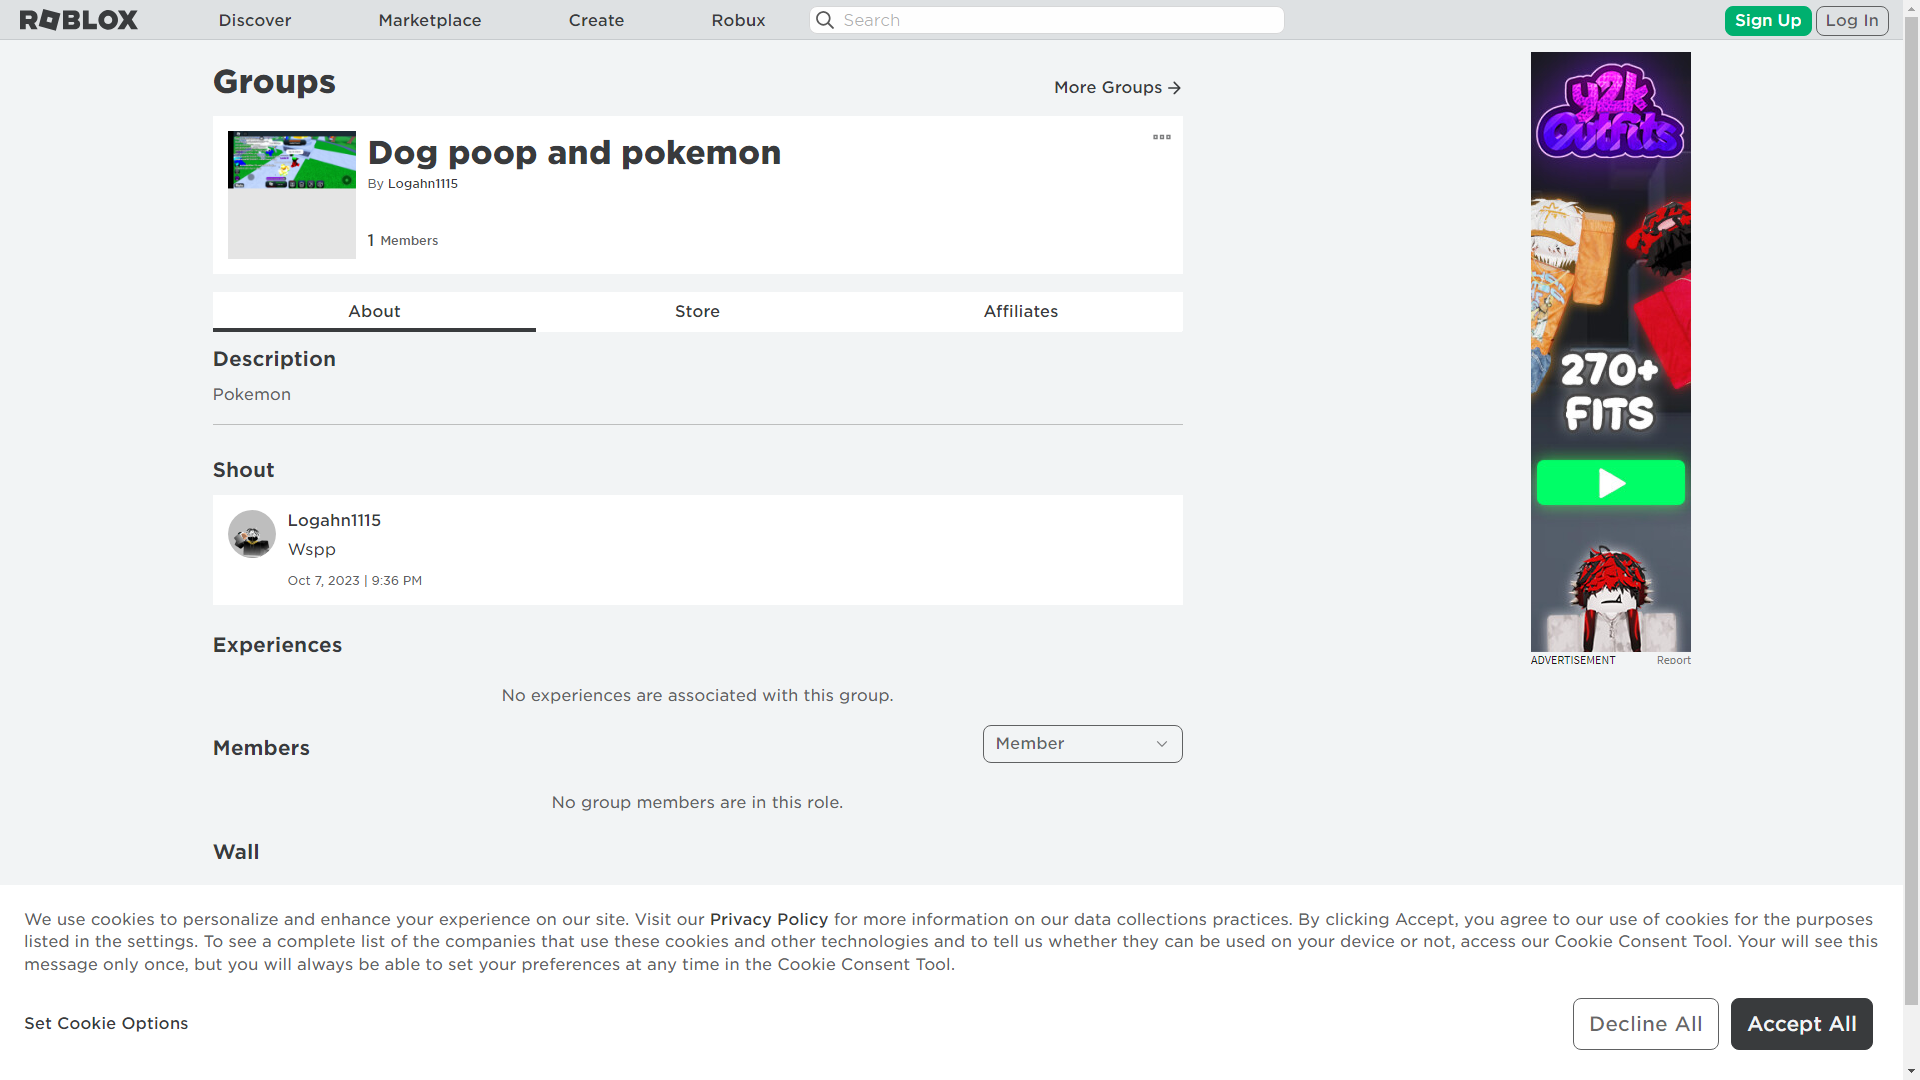 ROBLOX
Discover
Marketplace
Create
Robux
Search
Sign Up
Log In
Groups
More Groups
Dog poop and pokemon
By Logahn1115
1 Members
About
Store
Affiliates
Description
Pokemon
Shout
Logahn1115
Wspp
Oct 7, 2023 | 9:36 PM
Experiences
No experiences are associated with this group.
Members
Member
No group members are in this role.
Wall
y2k
Outfits
270+
FITS
ADVERTISEMENT
Report
We use cookies to personalize and enhance your experience on our site. Visit our Privacy Policy for more information on our data collections practices. By clicking Accept, you agree to our use of cookies for the purposes
listed in the settings. To see a complete list of the companies that use these cookies and other technologies and to tell us whether they can be used on your device or not, access our Cookie Consent Tool. Your will see this
message only once, but you will always be able to set your preferences at any time in the Cookie Consent Tool.
Set Cookie Options
Decline All
Accept All